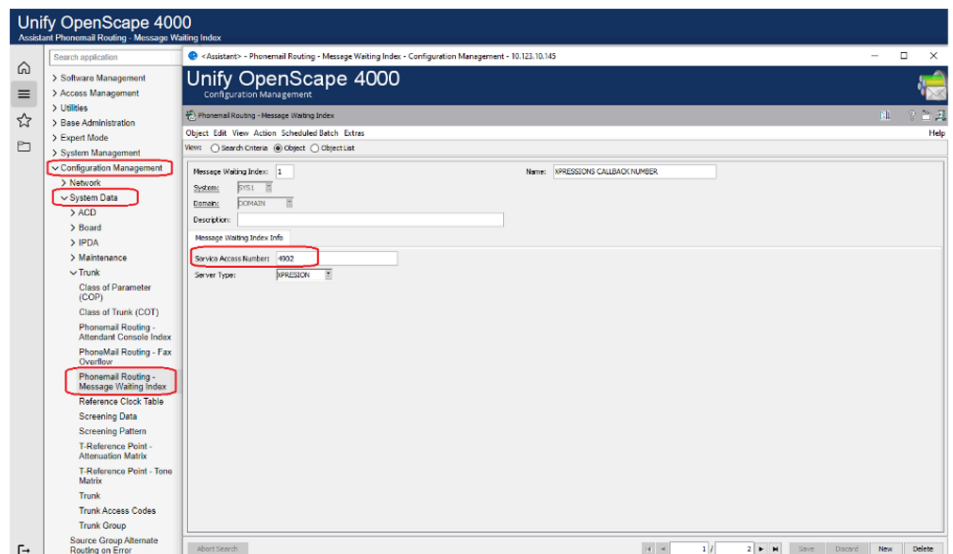 Unify OpenScape 4000
Assistant Phonemail Routing - Message Waiting Index
Search application
> Software Management
> Access Management
> Utilities
> Base Administration
> Expert Mode
> System Management
Configuration Management
> Network
System Data
> ACD
> Board
> IPDA
> Maintenance
Trunk
Class of Parameter
(COP)
Class of Trunk (COT)
Phonemail Routing -
Attendant Console Index
PhoneMail Routing - Fax
Overflow
Phonemail Routing -
Message Waiting Index
Reference Clock Table
Screening Data
Screening Pattern
T-Reference Point -
Attenuation Matrix
T-Reference Point - Tone
Matrix
Trunk
Trunk Access Codes
Trunk Group
Source Group Alternate
Routing on Error
<Assistant> - Phonemail Routing - Message Waiting Index - Configuration Management - 10.123.10.145
Unify OpenScape 4000
Configuration Management
Phonemail Routing - Message Waiting Index
Object Edit View Action Scheduled Batch Extras Help
View: Search Criteria Object Object List
Message Waiting Index: 1 Name: XPRESSIONS CALLBACK NUMBER
System: SYS1
Domain: DOMAIN
Description:
Message Waiting Index Info
Service Access Number: 4902
Server Type: XPRESION
Abort Search 1 / 2 Save Discard New Delete